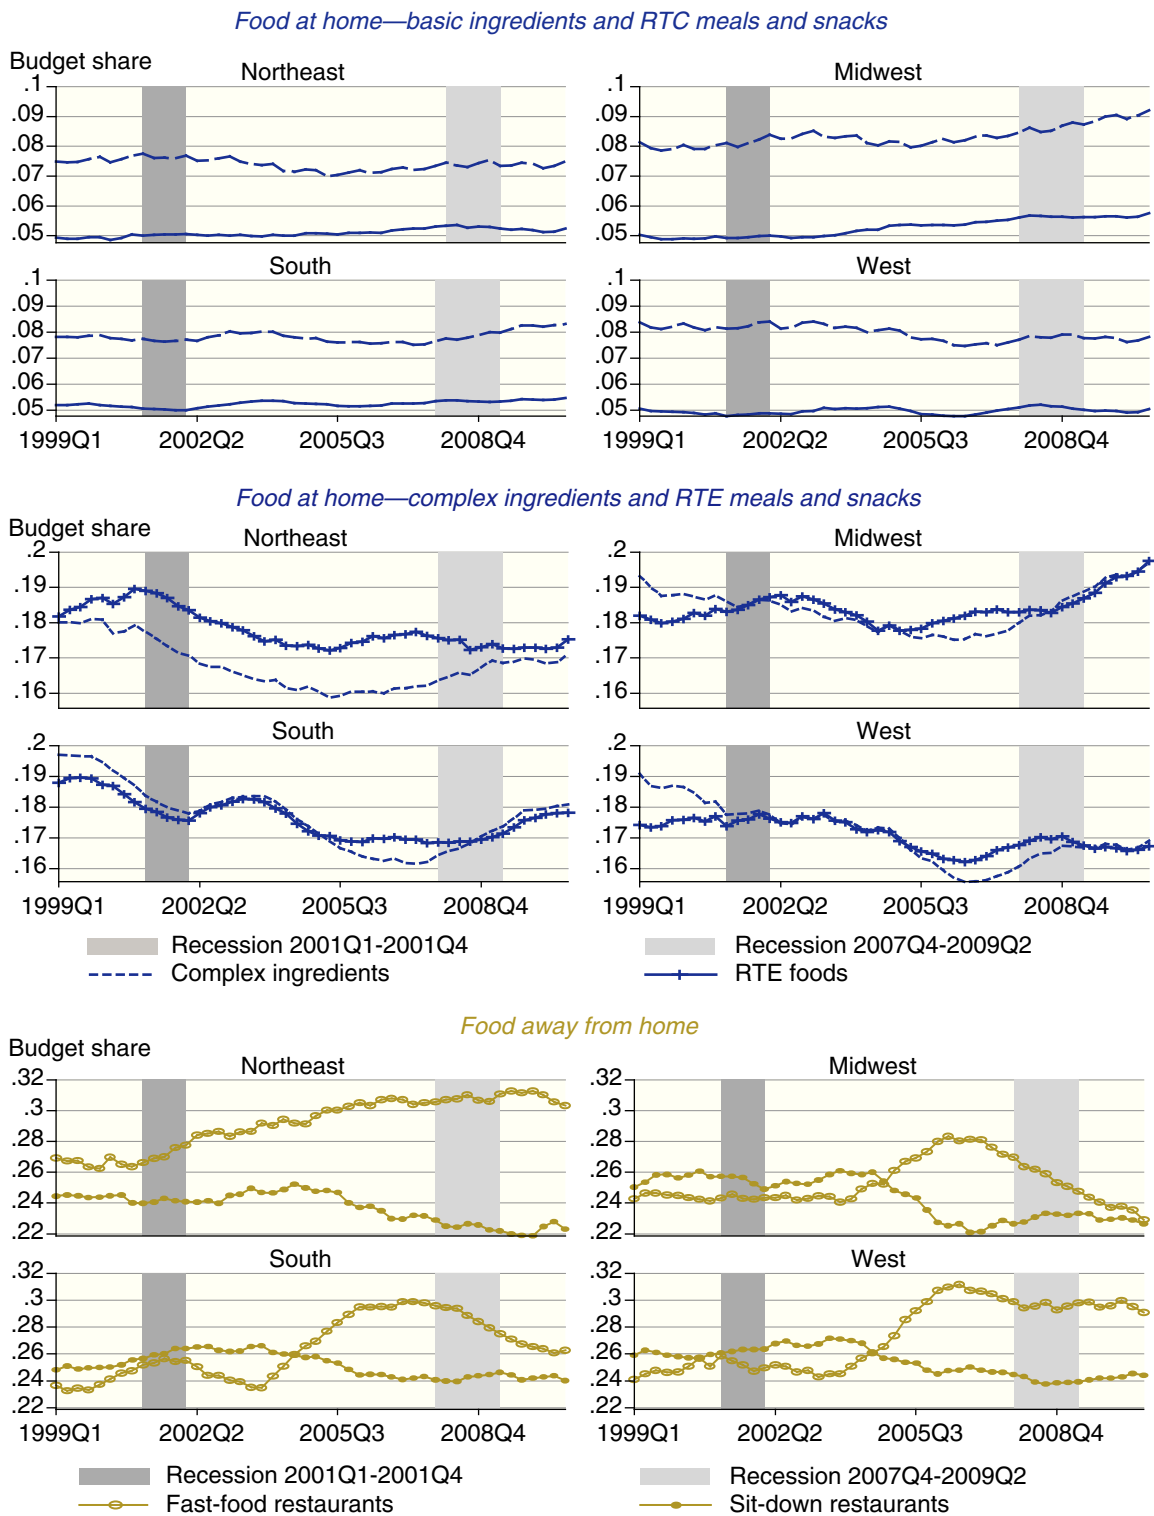 Food at home—basic ingredients and RTC meals and snacks
Budget share
Northeast
Midwest
.1
.09
.08
.07
.06
.05
.1
.09
.08
.07
.06
.05
South
West
.1
.09
.08
.07
.06
.05
.1
.09
.08
.07
.06
.05
1999Q1 2002Q2 2005Q3 2008Q4
1999Q1 2002Q2 2005Q3 2008Q4
Food at home—complex ingredients and RTE meals and snacks
Budget share
Northeast
Midwest
.2
.19
.18
.17
.16
.2
.19
.18
.17
.16
South
West
.2
.19
.18
.17
.16
.2
.19
.18
.17
.16
1999Q1 2002Q2 2005Q3 2008Q4
1999Q1 2002Q2 2005Q3 2008Q4
Recession 2001Q1-2001Q4
Recession 2007Q4-2009Q2
Complex ingredients
RTE foods
Food away from home
Budget share
Northeast
Midwest
.32
.3
.28
.26
.24
.22
.32
.3
.28
.26
.24
.22
South
West
.32
.3
.28
.26
.24
.22
.32
.3
.28
.26
.24
.22
1999Q1 2002Q2 2005Q3 2008Q4
1999Q1 2002Q2 2005Q3 2008Q4
Recession 2001Q1-2001Q4
Recession 2007Q4-2009Q2
Fast-food restaurants
Sit-down restaurants